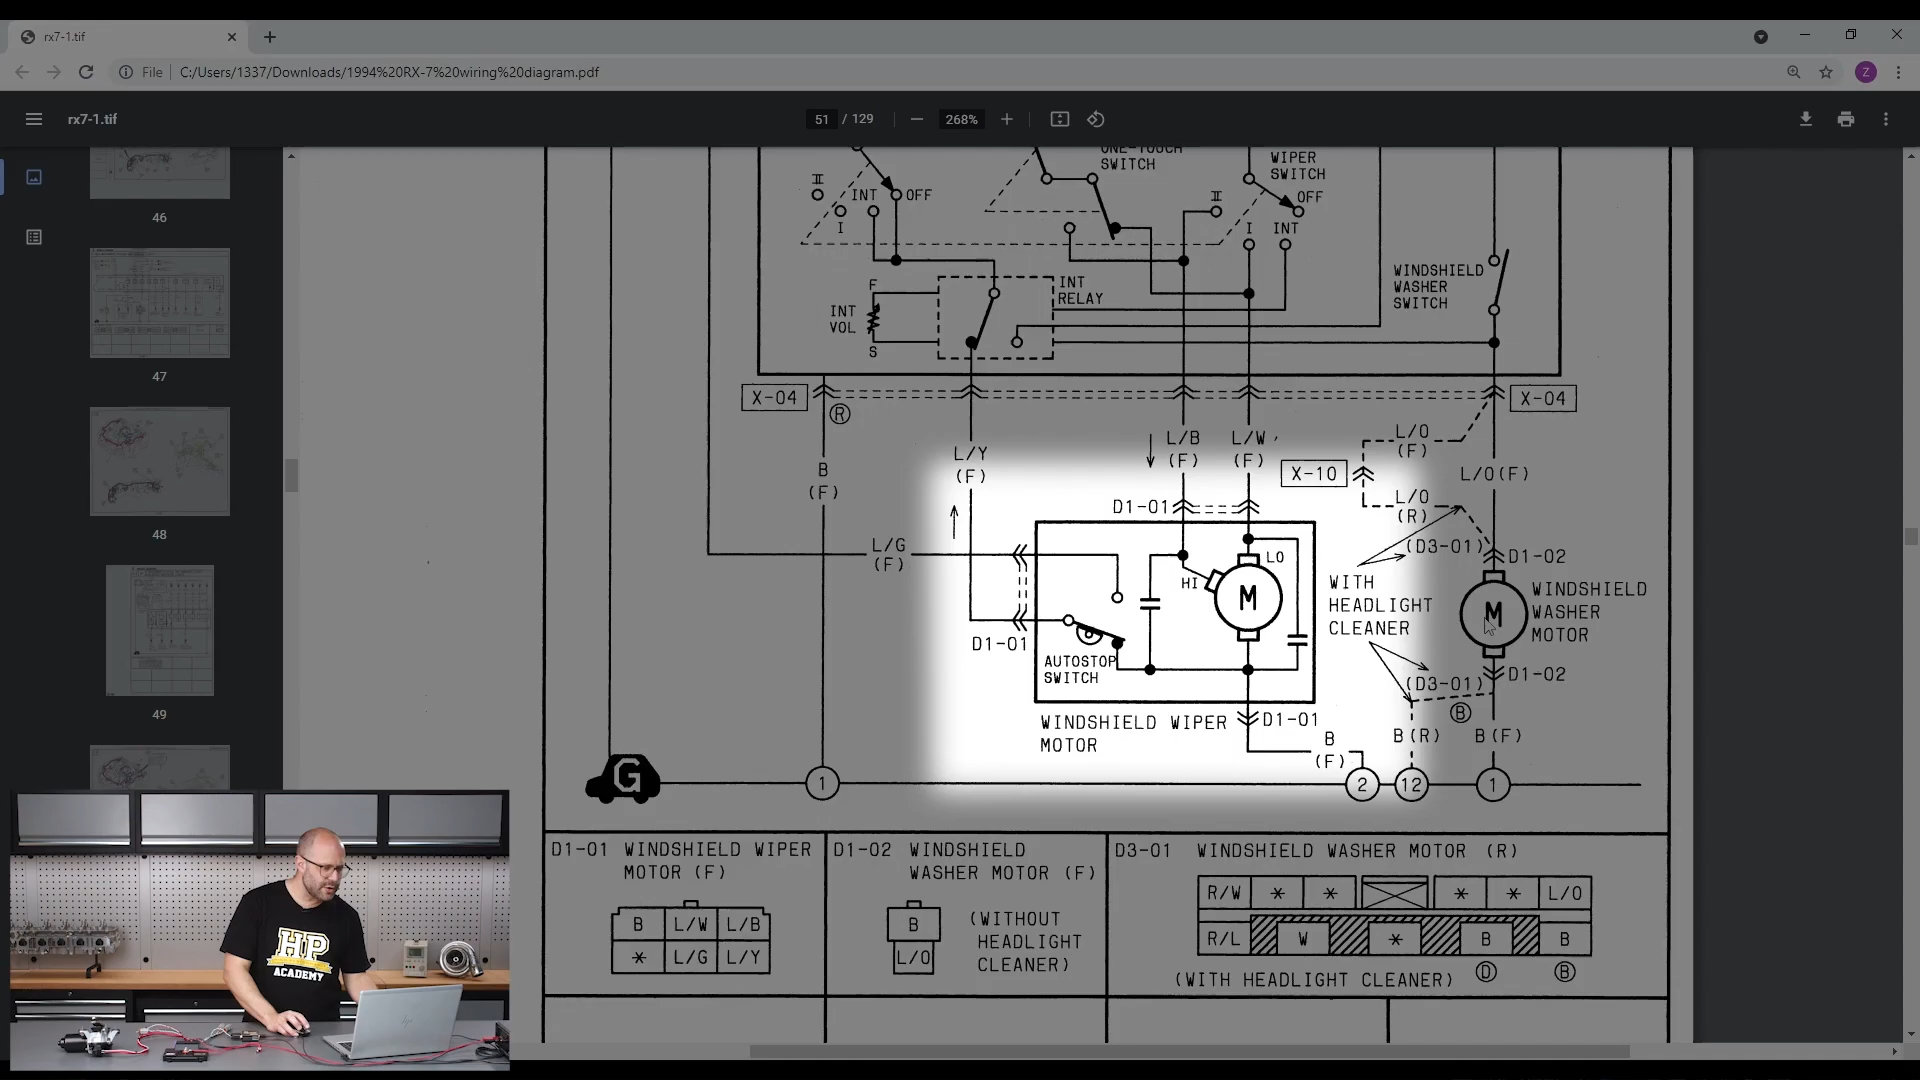 rx7-1.tif
File
C:/Users/1337/Downloads/1994%20RX-7%20wiring%20diagram.pdf
Z
rx7-1.tif
51 / 129
268%
46
47
48
49
ONE-TOUCH
SWITCH
WIPER
SWITCH
II
INT
OFF
I
II
OFF
I
INT
WINDSHIELD
WASHER
SWITCH
F
INT
VOL
S
INT
RELAY
X-04
R
X-04
L/Y
(F)
L/B
(F)
L/W
(F)
L/O
(F)
X-10
L/O
(R)
L/O(F)
B
(F)
D1-01
L/G
(F)
(D3-01)
D1-02
LO
HI
M
WITH
HEADLIGHT
CLEANER
M
WINDSHIELD
WASHER
MOTOR
D1-01
AUTOSTOP
SWITCH
(D3-01)
D1-02
B
WINDSHIELD WIPER
MOTOR
D1-01
B
(F)
B(R)
B(F)
G
1
2
12
1
D1-01 WINDSHIELD WIPER
MOTOR (F)
B L/W L/B
* L/G L/Y
D1-02 WINDSHIELD
WASHER MOTOR (F)
B
L/O
(WITHOUT
HEADLIGHT
CLEANER)
D3-01 WINDSHIELD WASHER MOTOR (R)
R/W * * * * L/O
R/L W * B B
(WITH HEADLIGHT CLEANER) D B
HP
ACADEMY